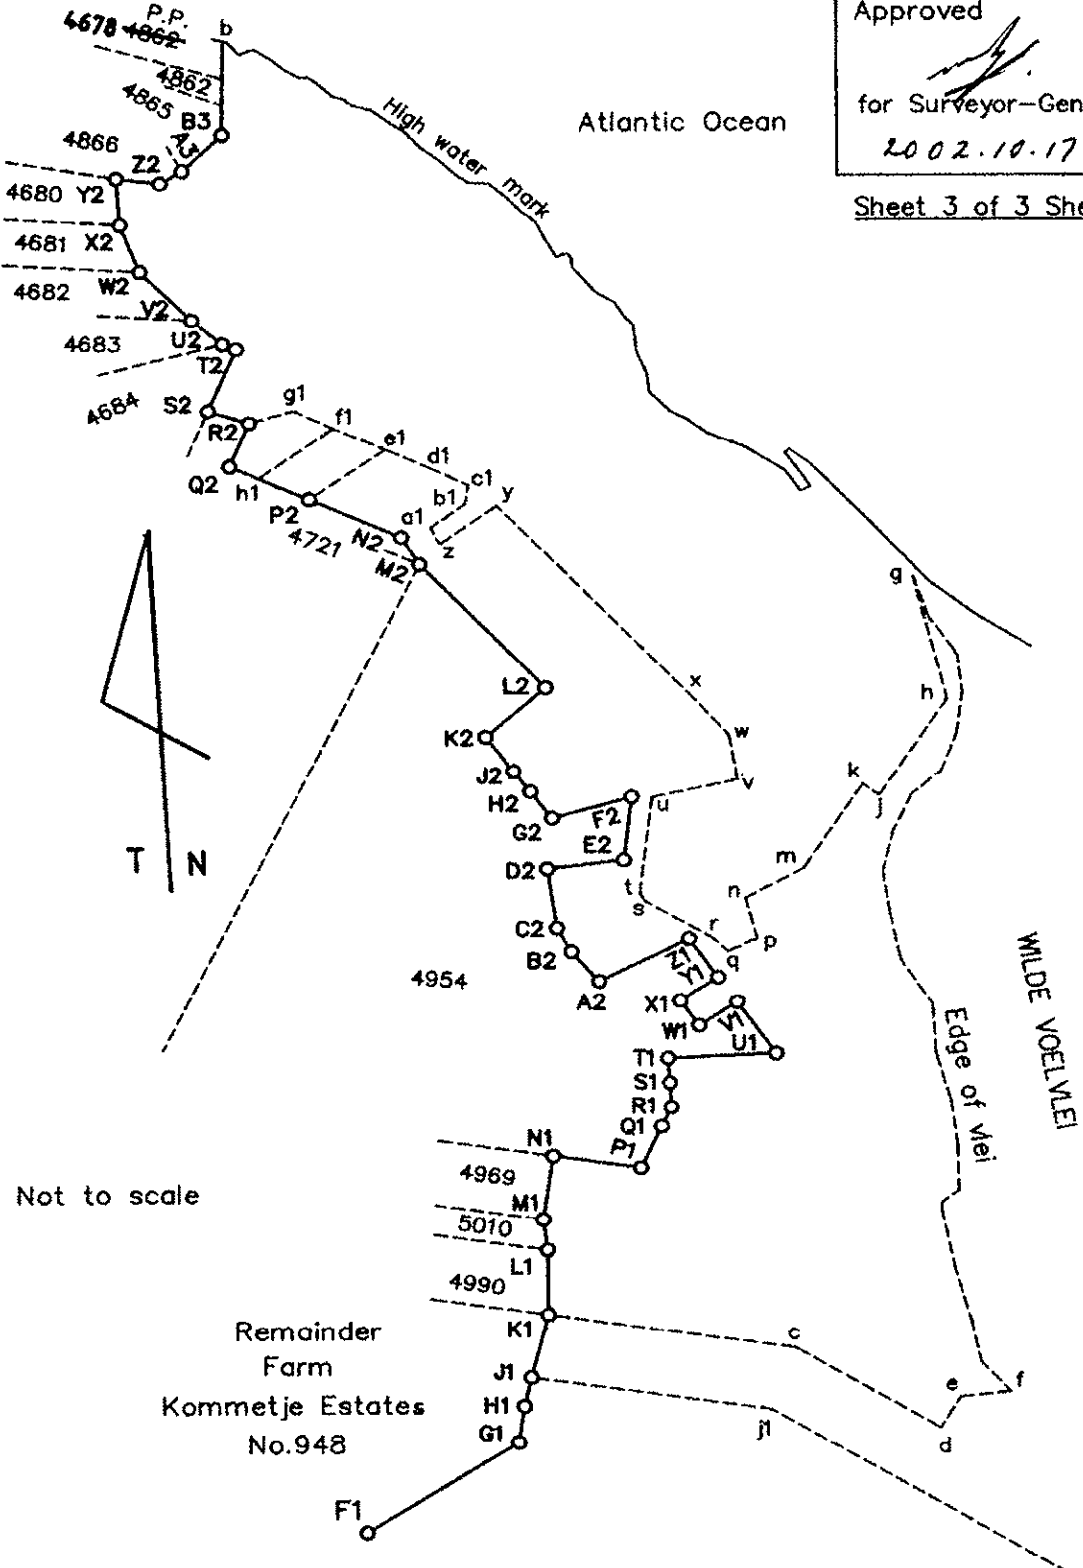 P.P.
4678 4862
b
Approved
for Surveyor-Gen
2002.10.17
Sheet 3 of 3 She
4862
4865
B3
A3
High water mark
Atlantic Ocean
4866
Z2
4680 Y2
4681 X2
W2
4682
V2
4683
U2
T2
4684
S2
R2
g1
f1
e1
d1
c1
b1
y
Q2
h1
P2
a1
z
4721
N2
M2
g
L2
x
h
K2
w
J2
v
k
H2
j
u
G2
F2
T N
E2
D2
m
t
s
n
C2
r
p
B2
q
Z1
WILDE VOELVLEI
4954
Y1
A2
X1
V1
W1
U1
Edge of vlei
T1
S1
R1
Q1
N1
P1
4969
Not to scale
M1
5010
L1
4990
K1
c
Remainder
Farm
Kommetje Estates
No.948
J1
e
f
H1
j1
G1
d
F1